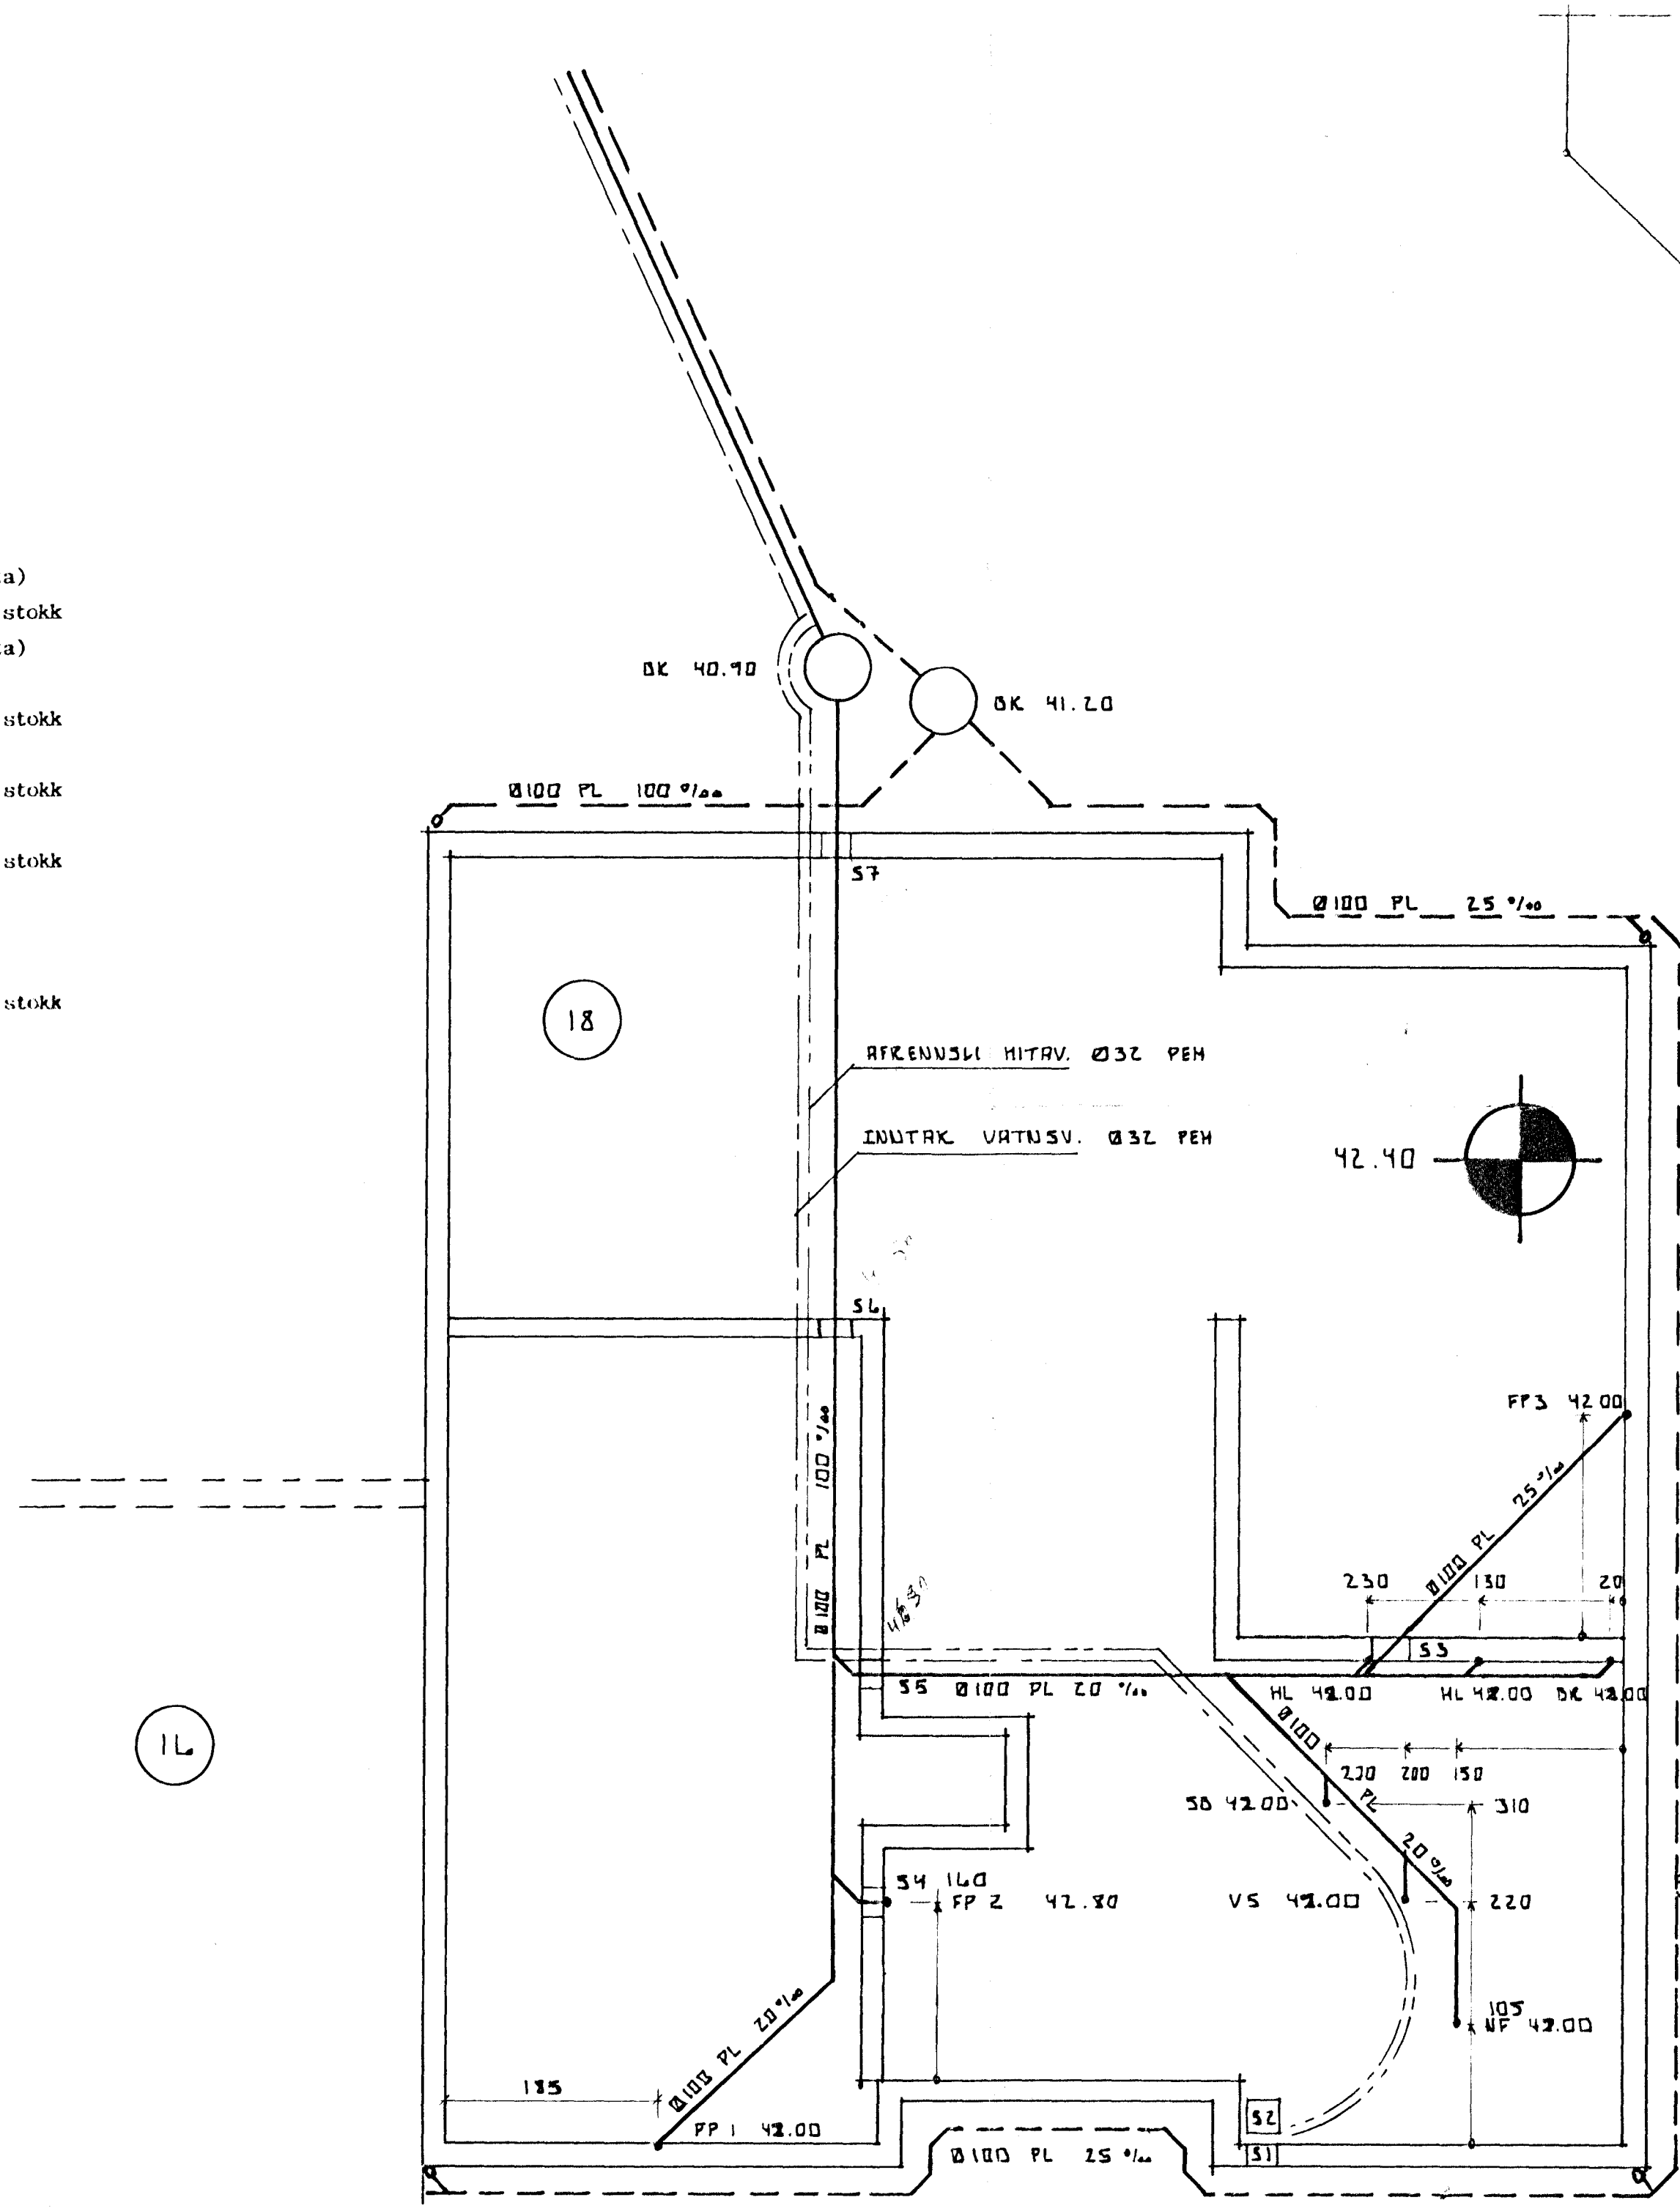 a)
stokk
a)
stokk
stokk
stokk
stokk
BK 40.90
BK 41.20
Ø100 PL 100 ‰
S7
Ø100 PL 25 ‰
18
AFRENNSLI HITAV. Ø32 PEH
INNTAK VATNSV. Ø32 PEH
42.40
S6
Ø100 PL 100 ‰
FP3 42.00
Ø100 PL 25 ‰
230 130 20
S3
S5 Ø100 PL 20 ‰
HL 42.00 HL 42.00 DK 42.00
16
Ø100 PL 20 ‰
230 200 150
SB 42.00
310
S4 160
FP 2 42.80
VS 42.00
220
105
NF 42.00
Ø100 PL 20 ‰
185
FP 1 42.00
S2
S1
Ø100 PL 25 ‰